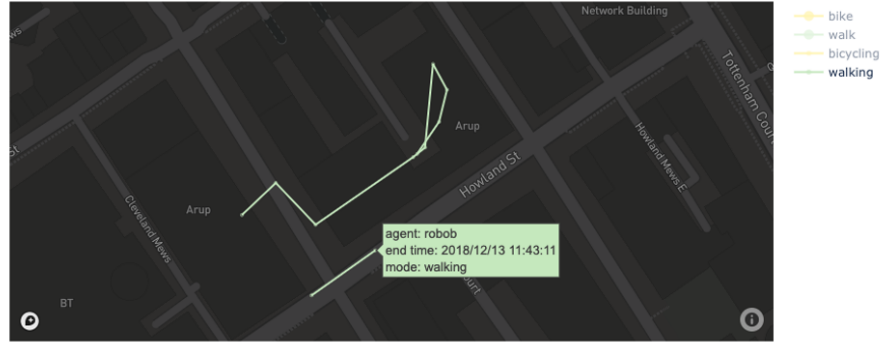 Network Building
Tottenham Court
St
Arup
Howland St
Howland Mews E
Cleveland Mews
Arup
agent: robob
end time: 2018/12/13 11:43:11
mode: walking
BT
bike
walk
bicycling
walking